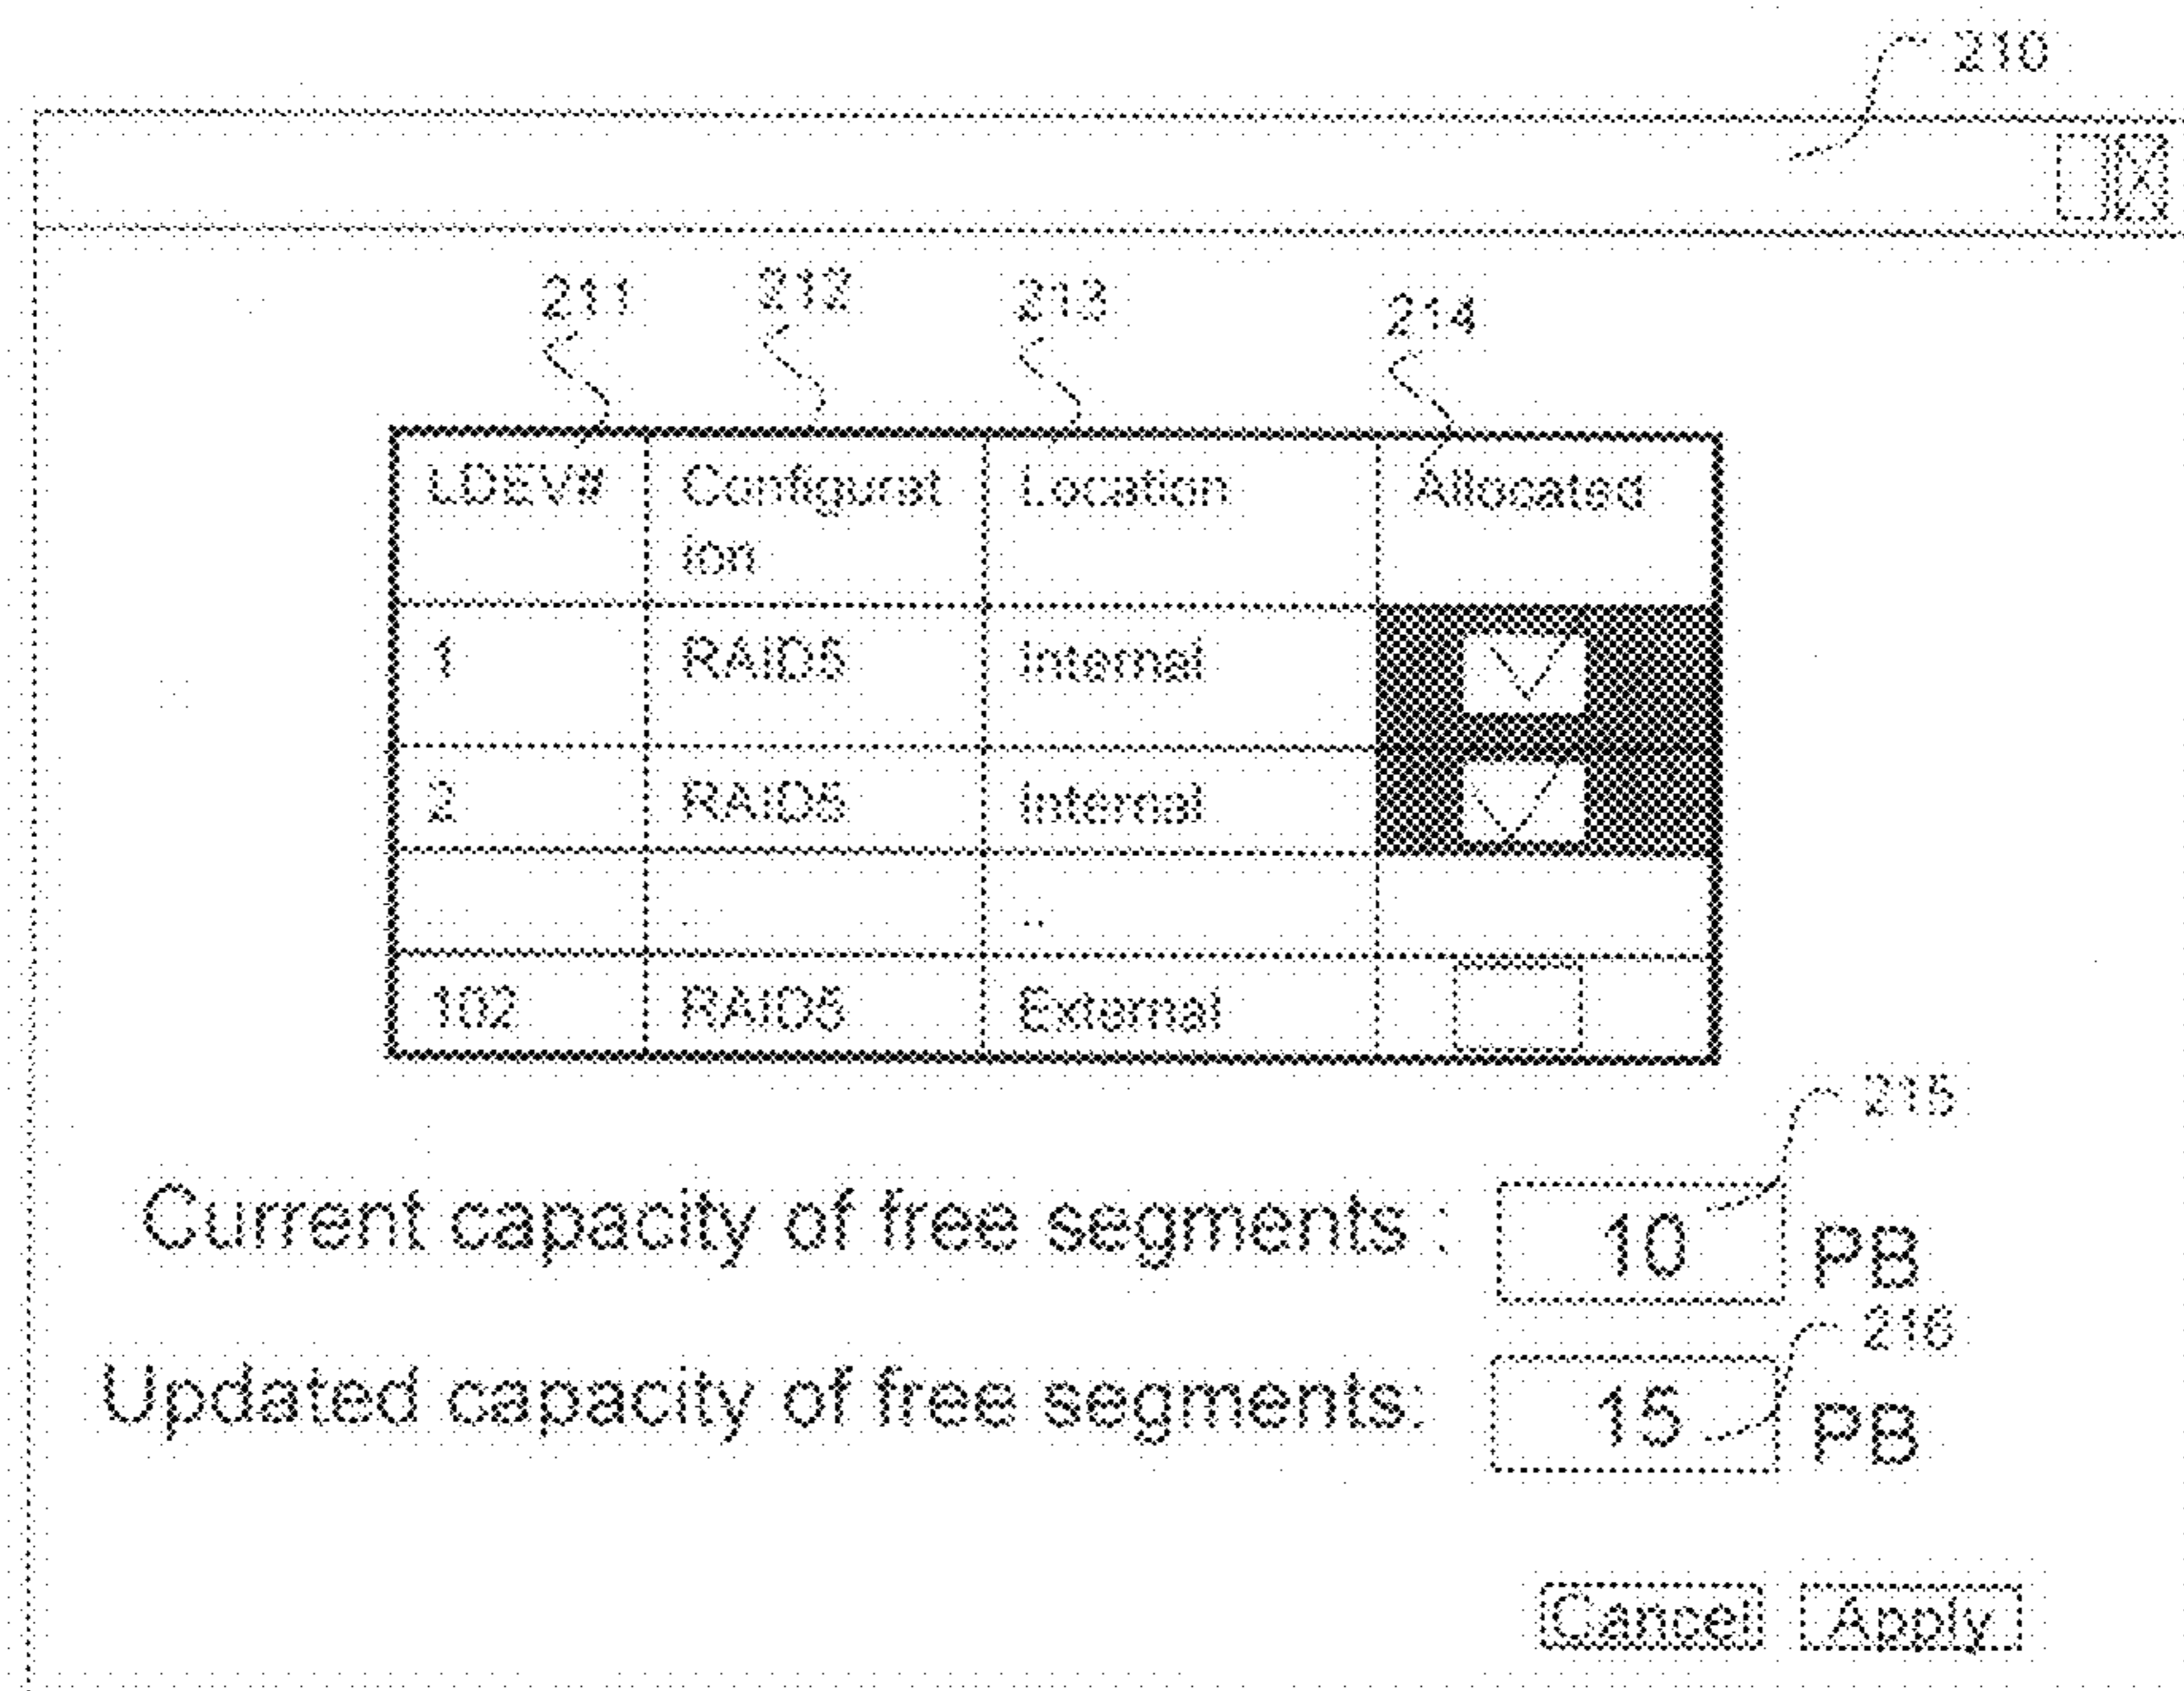 210
211 212 213 214
LDEV# Configurat Location Allocated
ion
1 RAID5 Internal
2 RAID5 Internal
.. .. ..
102 RAID5 External
215
Current capacity of free segments : 10 PB
216
Updated capacity of free segments: 15 PB
Cancel Apply